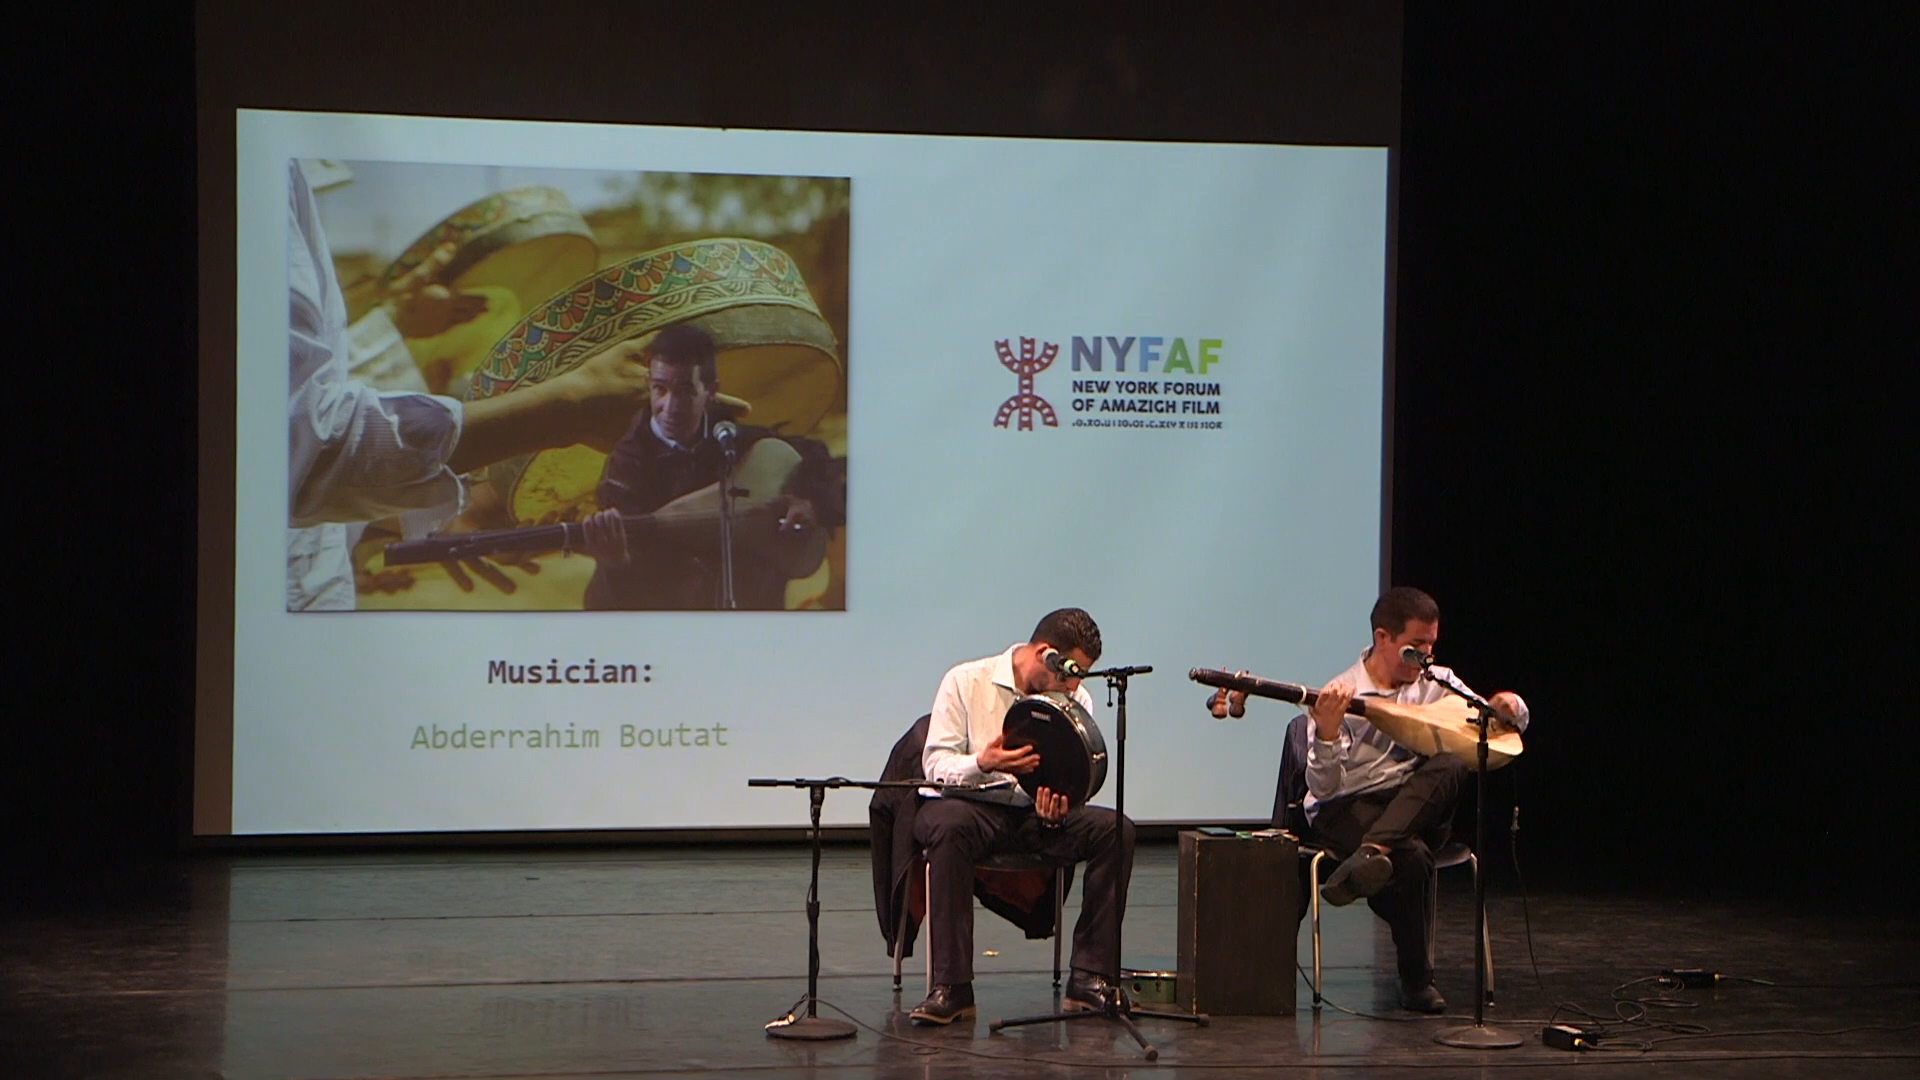 NYFAF
NEW YORK FORUM
OF AMAZIGH FILM
Musician:
Abderrahim Boutat